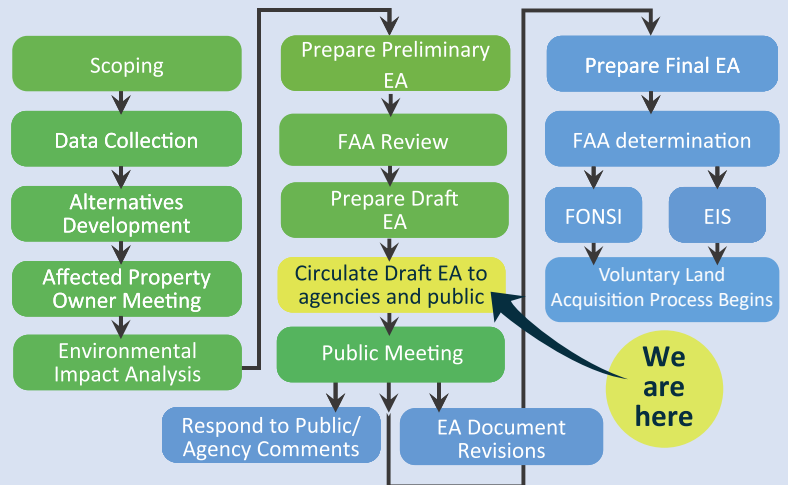 Scoping
Data Collection
Alternatives
Development
Affected Property
Owner Meeting
Environmental
Impact Analysis
Prepare Preliminary
EA
FAA Review
Prepare Draft
EA
Circulate Draft EA to
agencies and public
Public Meeting
Respond to Public/
Agency Comments
EA Document
Revisions
Prepare Final EA
FAA determination
FONSI
EIS
Voluntary Land
Acquisition Process Begins
We
are
here